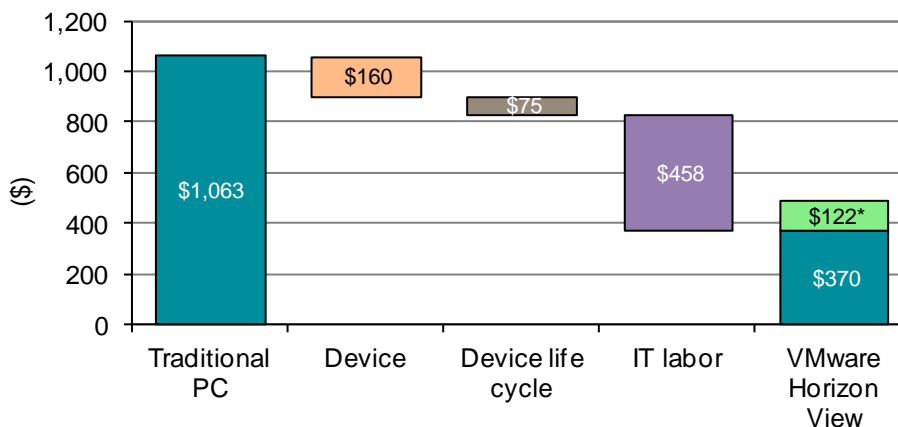 1,200
1,000
800
600
400
200
0
($)
$1,063
$160
$75
$458
$122*
$370
Traditional
PC
Device
Device life
cycle
IT labor
VMware
Horizon
View